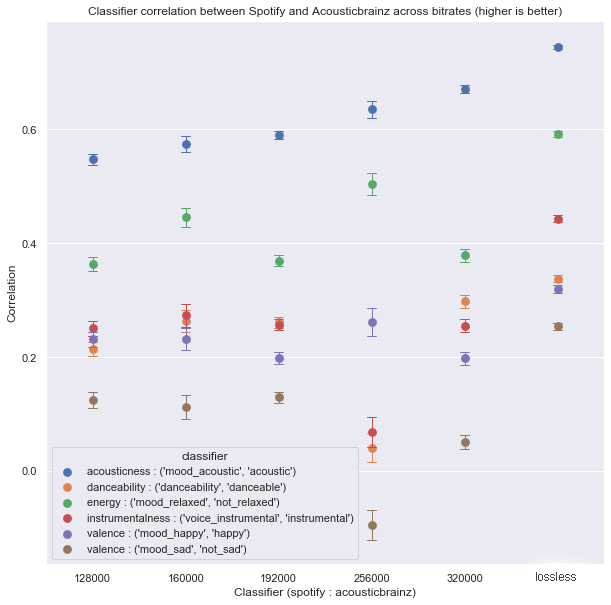 Classifier correlation between Spotify and Acousticbrainz across bitrates (higher is better)
0.6
0.4
0.2
0.0
Correlation
classifier
acousticness : ('mood_acoustic', 'acoustic')
danceability : ('danceability', 'danceable')
energy : ('mood_relaxed', 'not_relaxed')
instrumentalness : ('voice_instrumental', 'instrumental')
valence : ('mood_happy', 'happy')
valence : ('mood_sad', 'not_sad')
128000 160000 192000 256000 320000 lossless
Classifier (spotify : acousticbrainz)